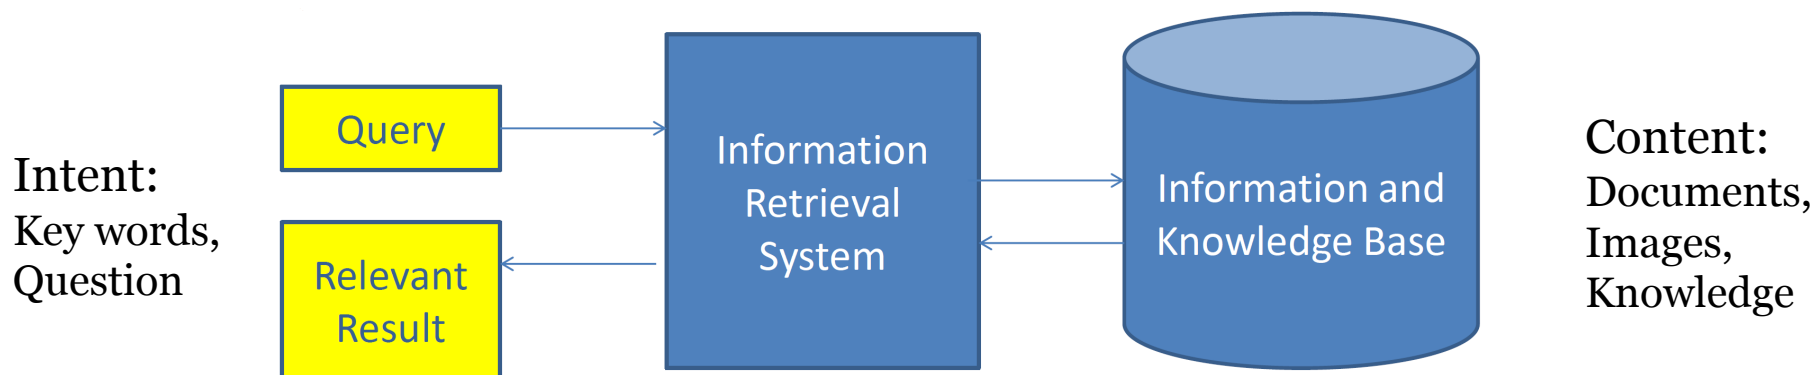 Intent:
Key words,
Question
Query
Relevant
Result
Information
Retrieval
System
Information and
Knowledge Base
Content:
Documents,
Images,
Knowledge